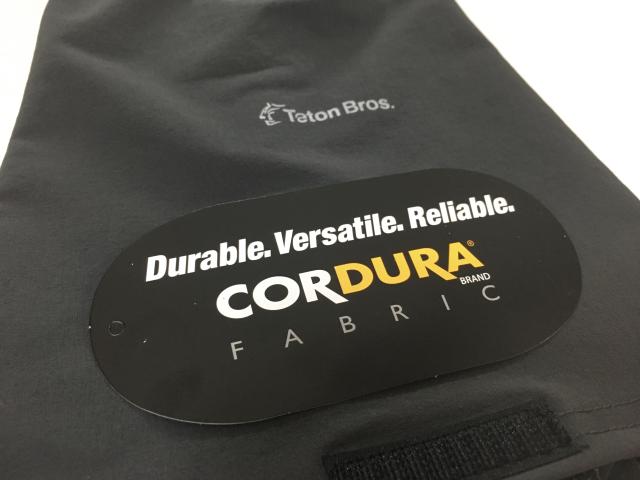 Teton Bros.
Durable. Versatile. Reliable.
CORDURA®
BRAND
FABRIC